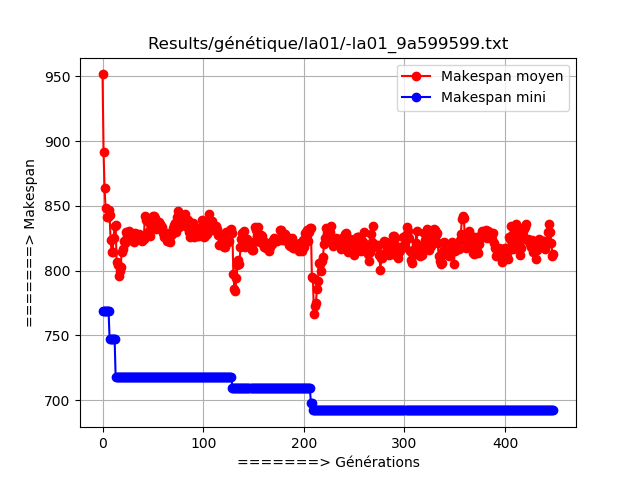 Results/génétique/la01/-la01_9a599599.txt
Makespan moyen
Makespan mini
950
900
850
800
750
700
=======> Makespan
0 100 200 300 400
=======> Générations